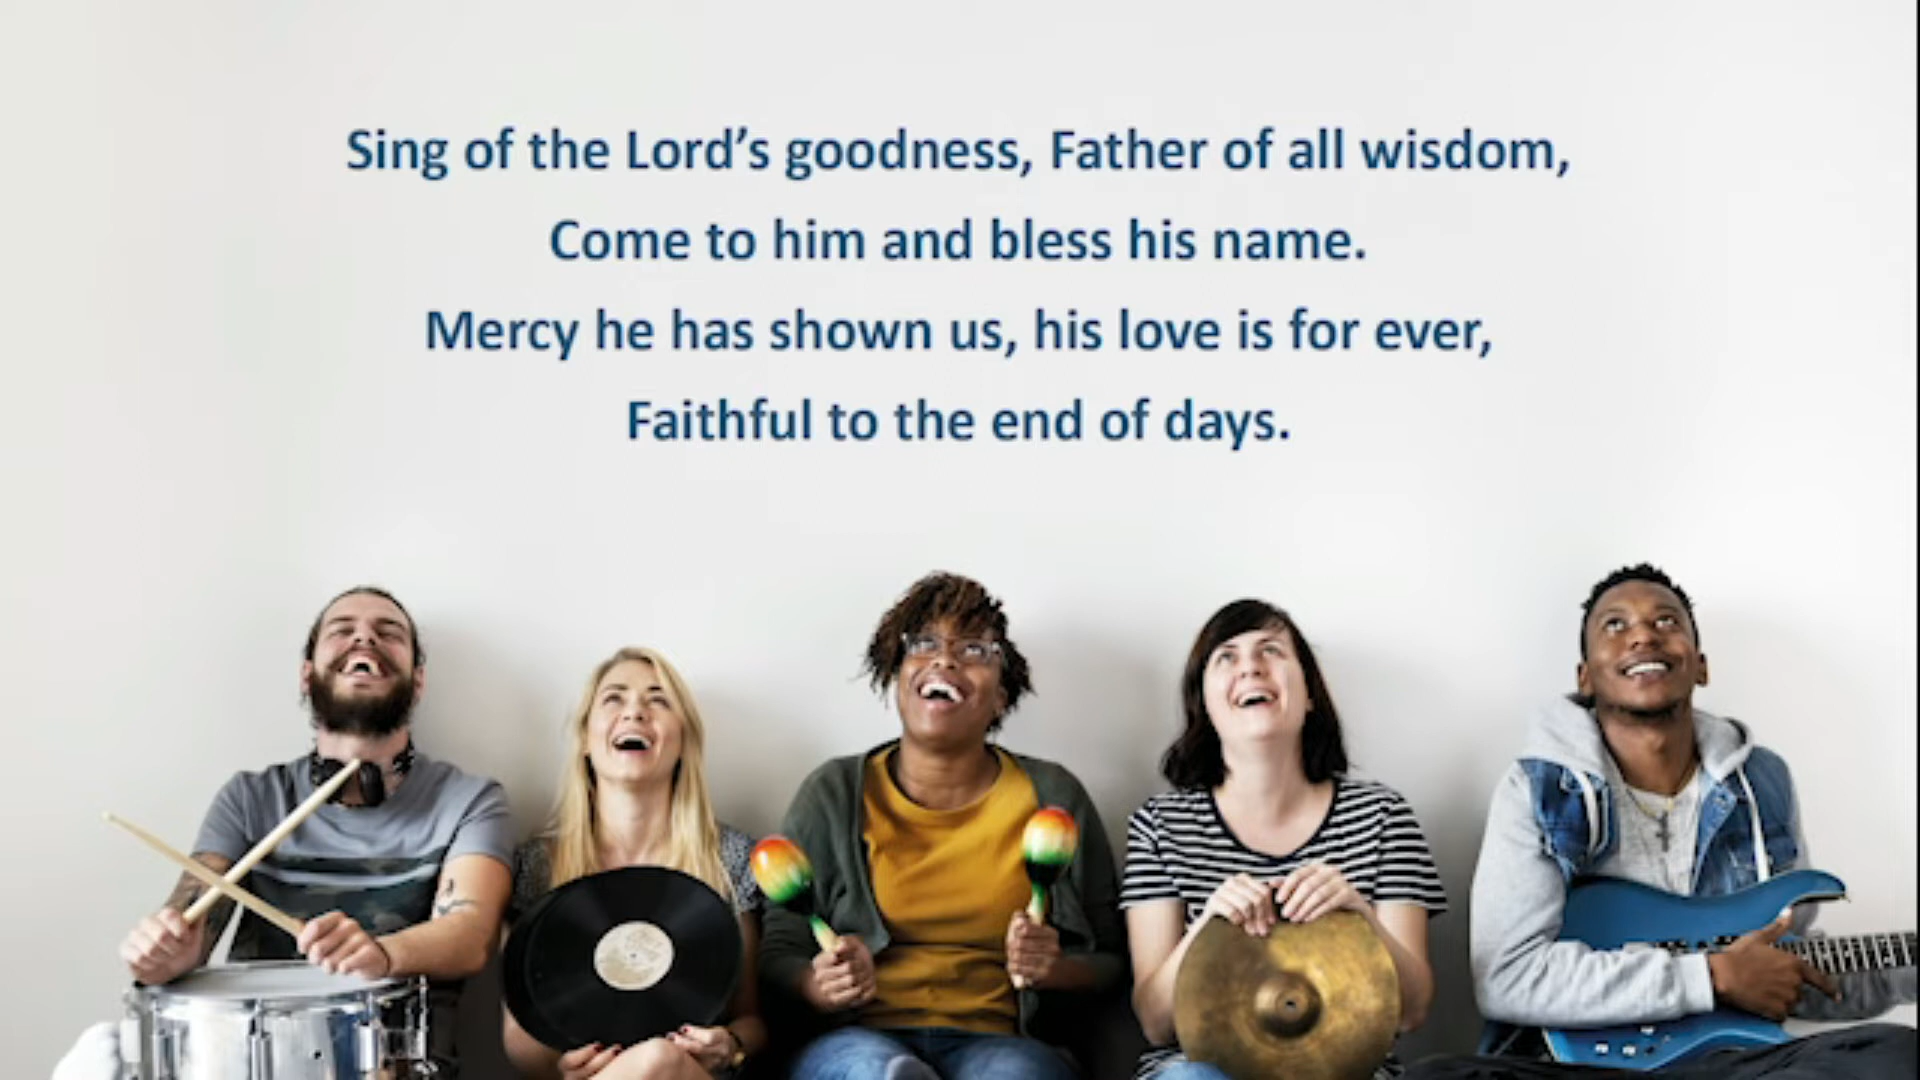 Sing of the Lord’s goodness, Father of all wisdom,
Come to him and bless his name.
Mercy he has shown us, his love is for ever,
Faithful to the end of days.